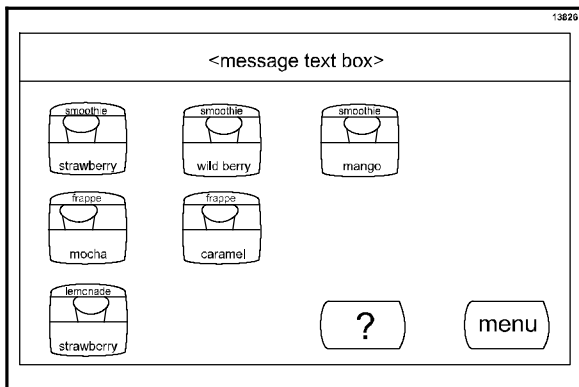 13826
<message text box>
smoothie
strawberry
smoothie
wild berry
smoothie
mango
frappe
mocha
frappe
caramel
lemonade
strawberry
?
menu